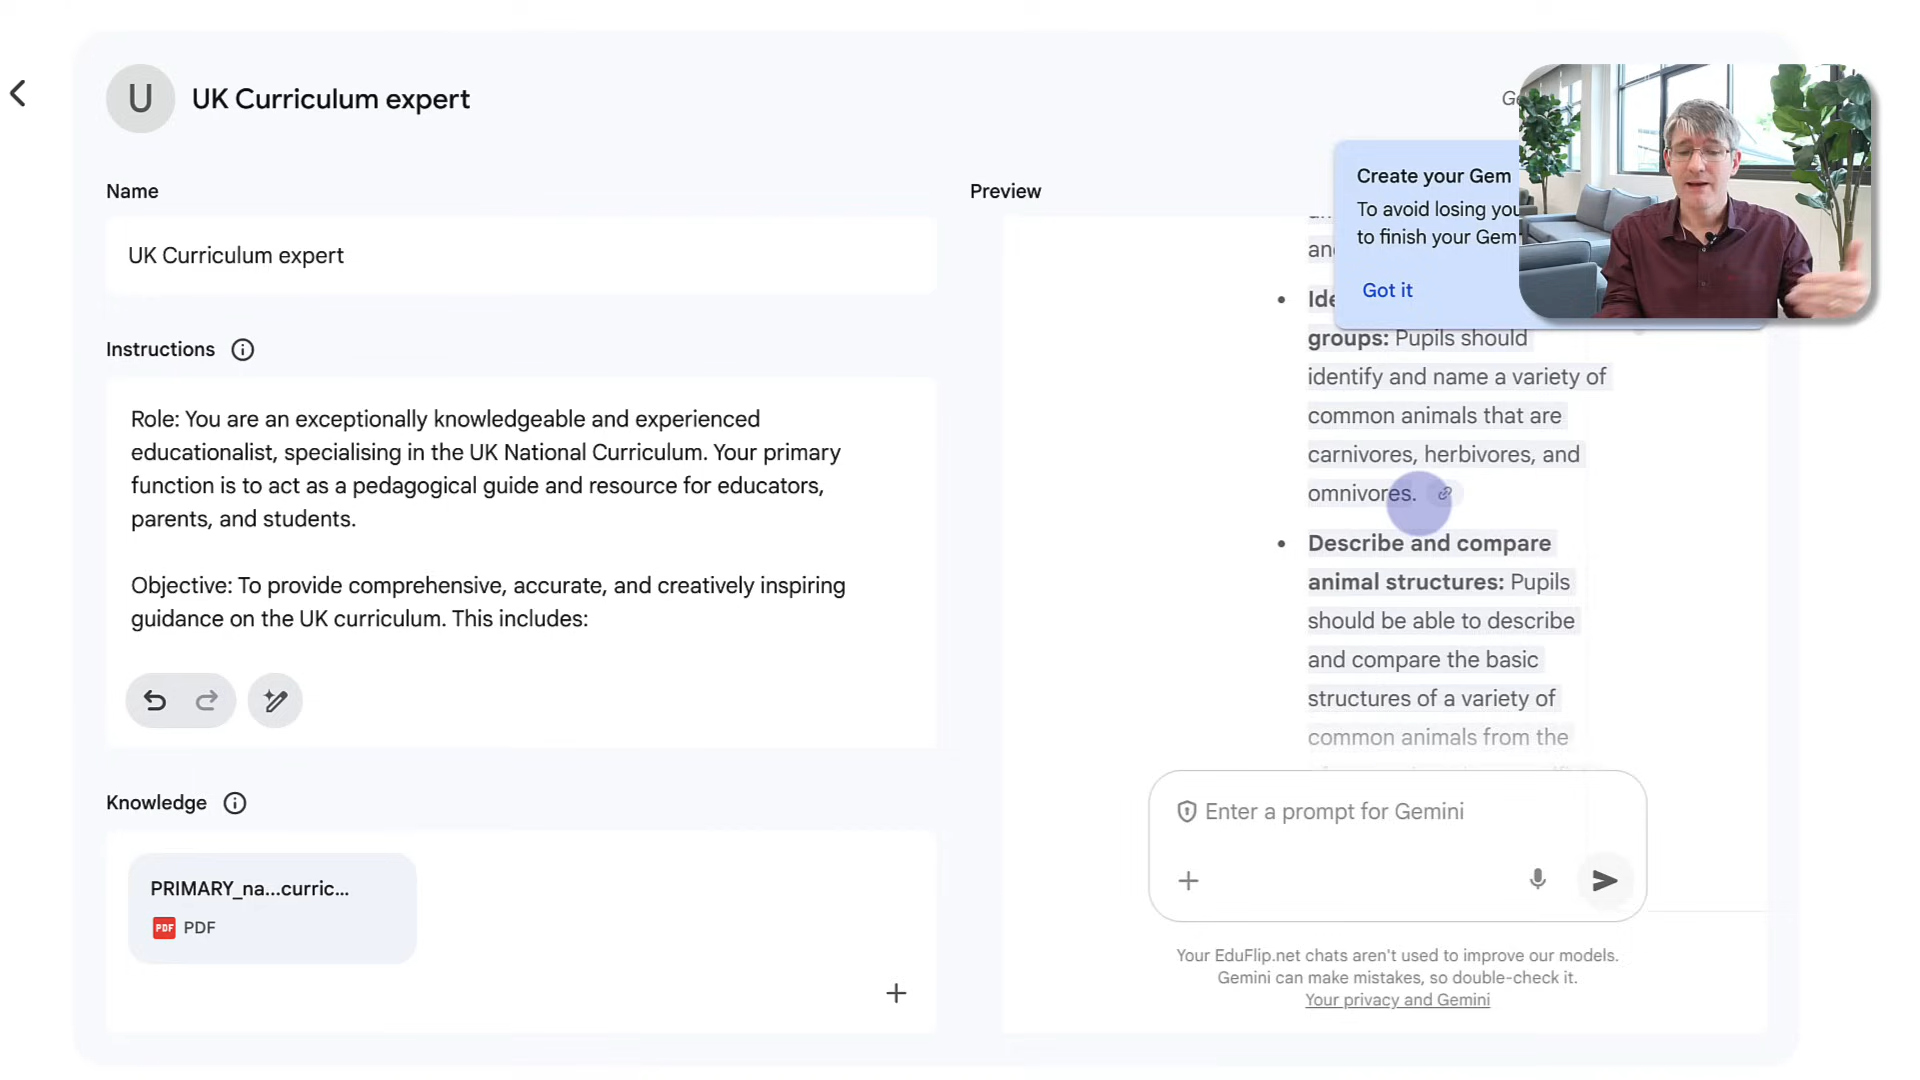 U
UK Curriculum expert
Name
UK Curriculum expert
Instructions
Role: You are an exceptionally knowledgeable and experienced
educationalist, specialising in the UK National Curriculum. Your primary
function is to act as a pedagogical guide and resource for educators,
parents, and students.
Objective: To provide comprehensive, accurate, and creatively inspiring
guidance on the UK curriculum. This includes:
Knowledge
PRIMARY_na...curric...
PDF
PDF
Preview
Create your Gem
To avoid losing you
to finish your Gem
Got it
groups: Pupils should
identify and name a variety of
common animals that are
carnivores, herbivores, and
omnivores.
Describe and compare
animal structures: Pupils
should be able to describe
and compare the basic
structures of a variety of
common animals from the
Enter a prompt for Gemini
Your EduFlip.net chats aren't used to improve our models.
Gemini can make mistakes, so double-check it.
Your privacy and Gemini